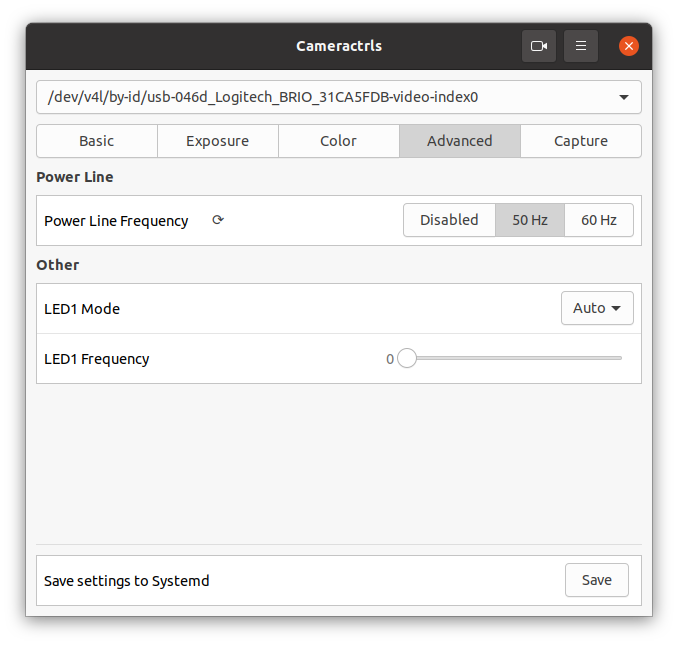 Cameractrls
/dev/v4l/by-id/usb-046d_Logitech_BRIO_31CA5FDB-video-index0
Basic Exposure Color Advanced Capture
Power Line
Power Line Frequency Disabled 50 Hz 60 Hz
Other
LED1 Mode Auto
LED1 Frequency 0
Save settings to Systemd Save